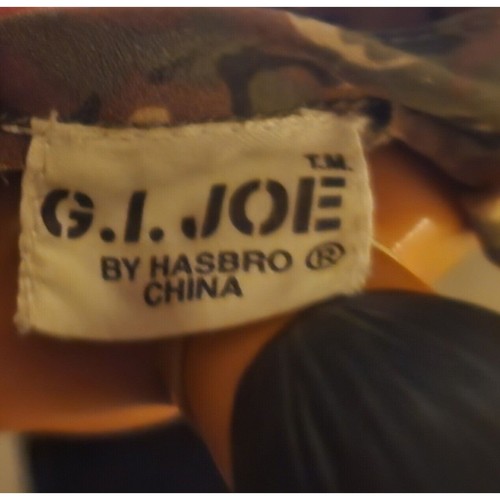 T.M.
G.I. JOE
BY HASBRO ®
CHINA